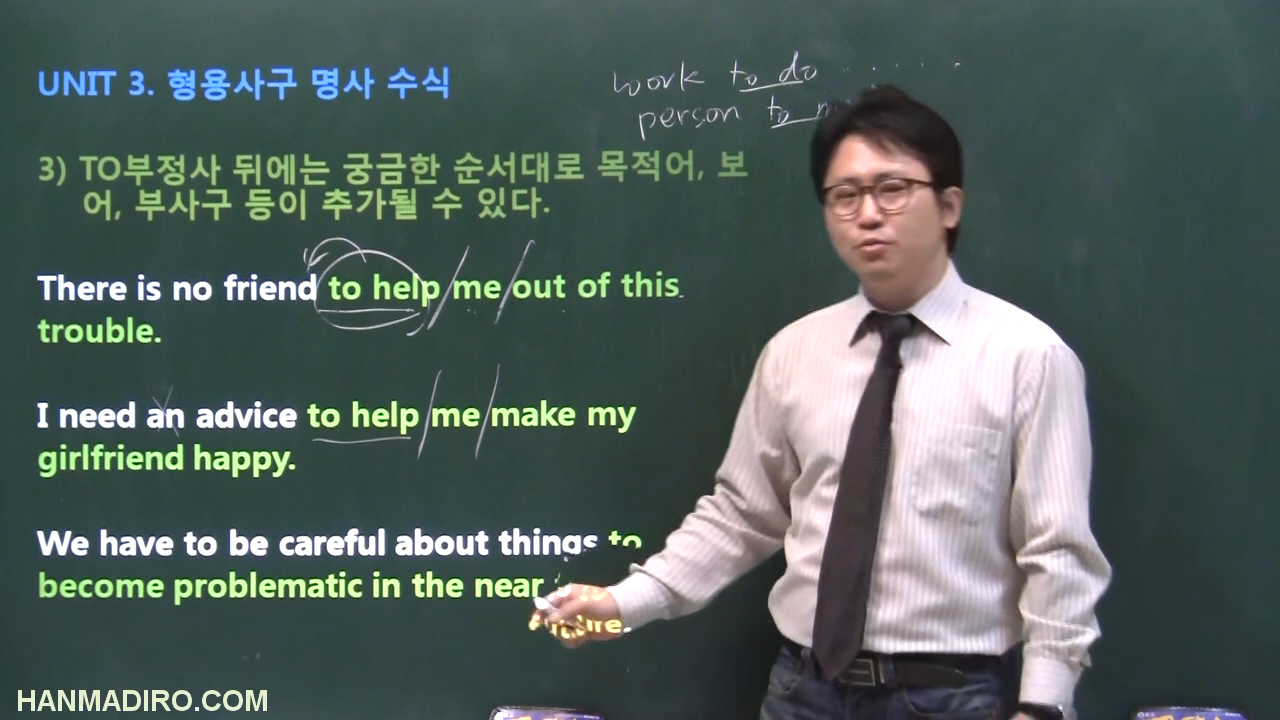 UNIT 3. 형용사구 명사 수식
work to do
person to
3) TO부정사 뒤에는 궁금한 순서대로 목적어, 보
어, 부사구 등이 추가될 수 있다.
There is no friend to help me out of this
trouble.
I need an advice to help me make my
girlfriend happy.
We have to be careful about things to
become problematic in the near
future.
HANMADIRO.COM